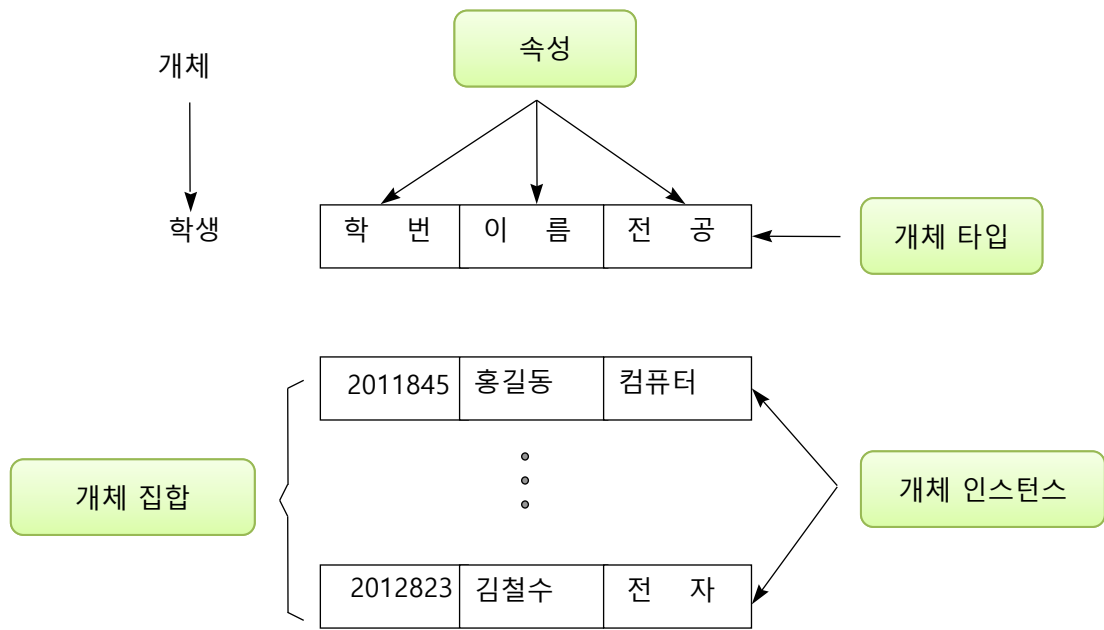 속성
개체
학생
학 번 이 름 전 공
개체 타입
2011845 홍길동 컴퓨터
개체 집합
개체 인스턴스
2012823 김철수 전 자